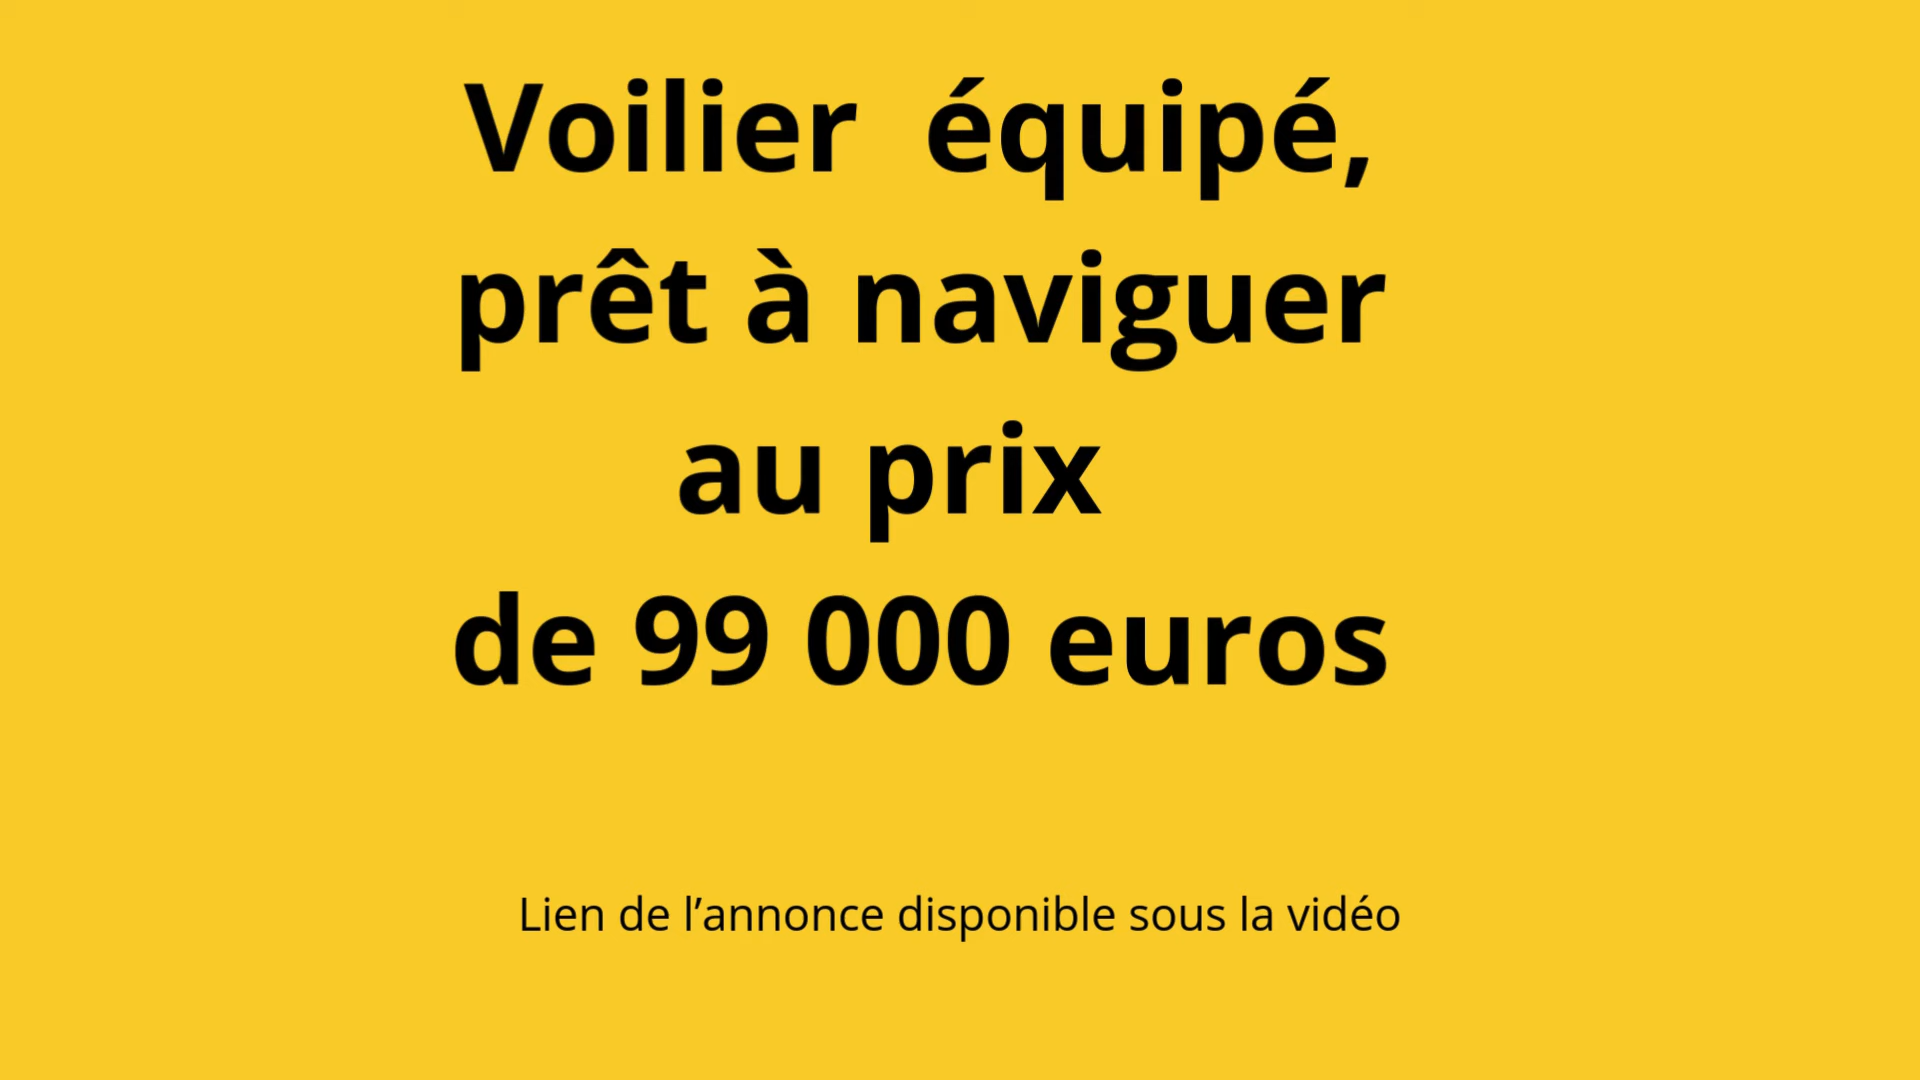 Voilier équipé,
prêt à naviguer
au prix
de 99 000 euros
Lien de l’annonce disponible sous la vidéo